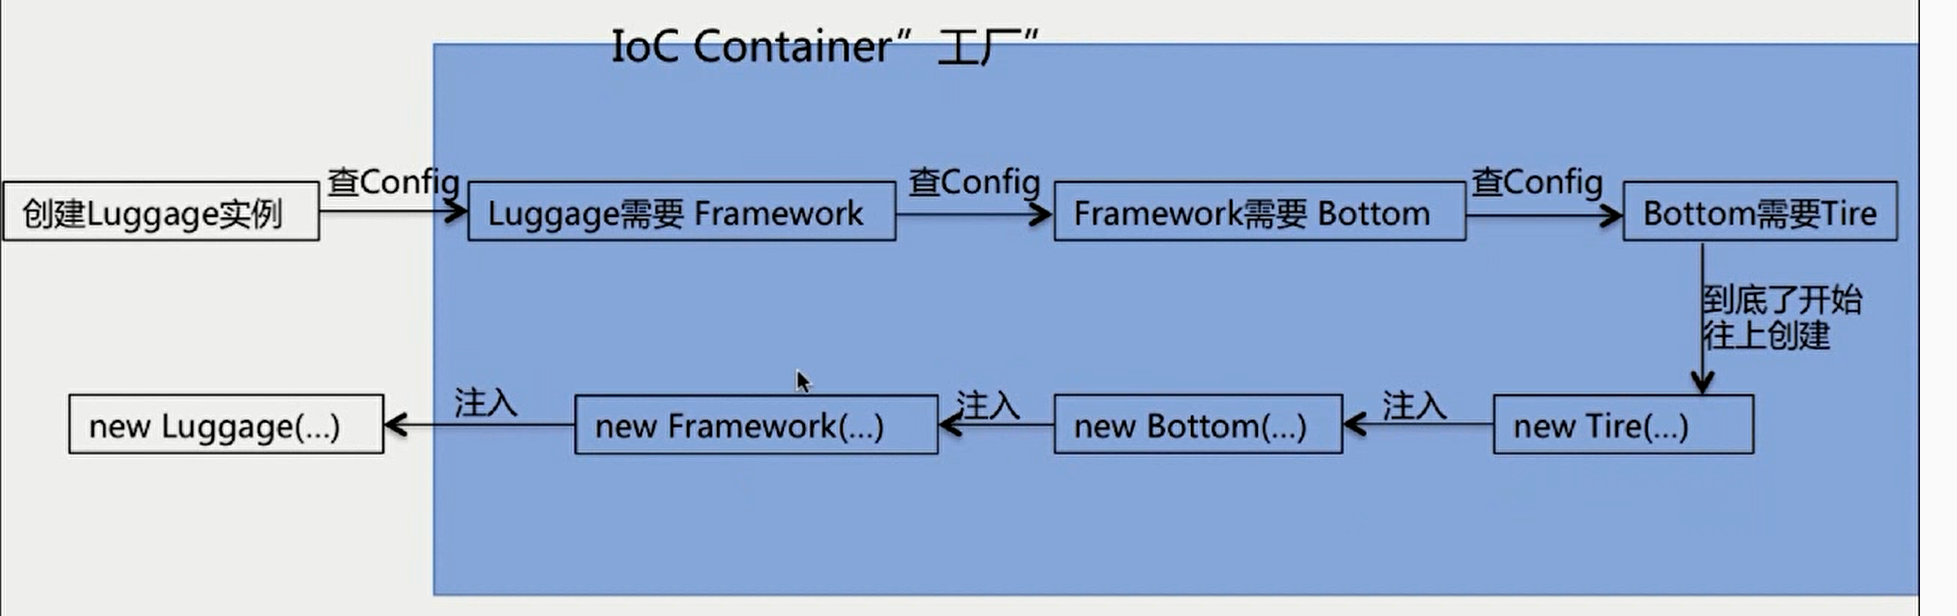 IoC Container”工厂”
查Config
查Config
查Config
创建Luggage实例
Luggage需要 Framework
Framework需要 Bottom
Bottom需要Tire
到底了开始
往上创建
注入
注入
注入
new Luggage(...)
new Framework(...)
new Bottom(...)
new Tire(...)